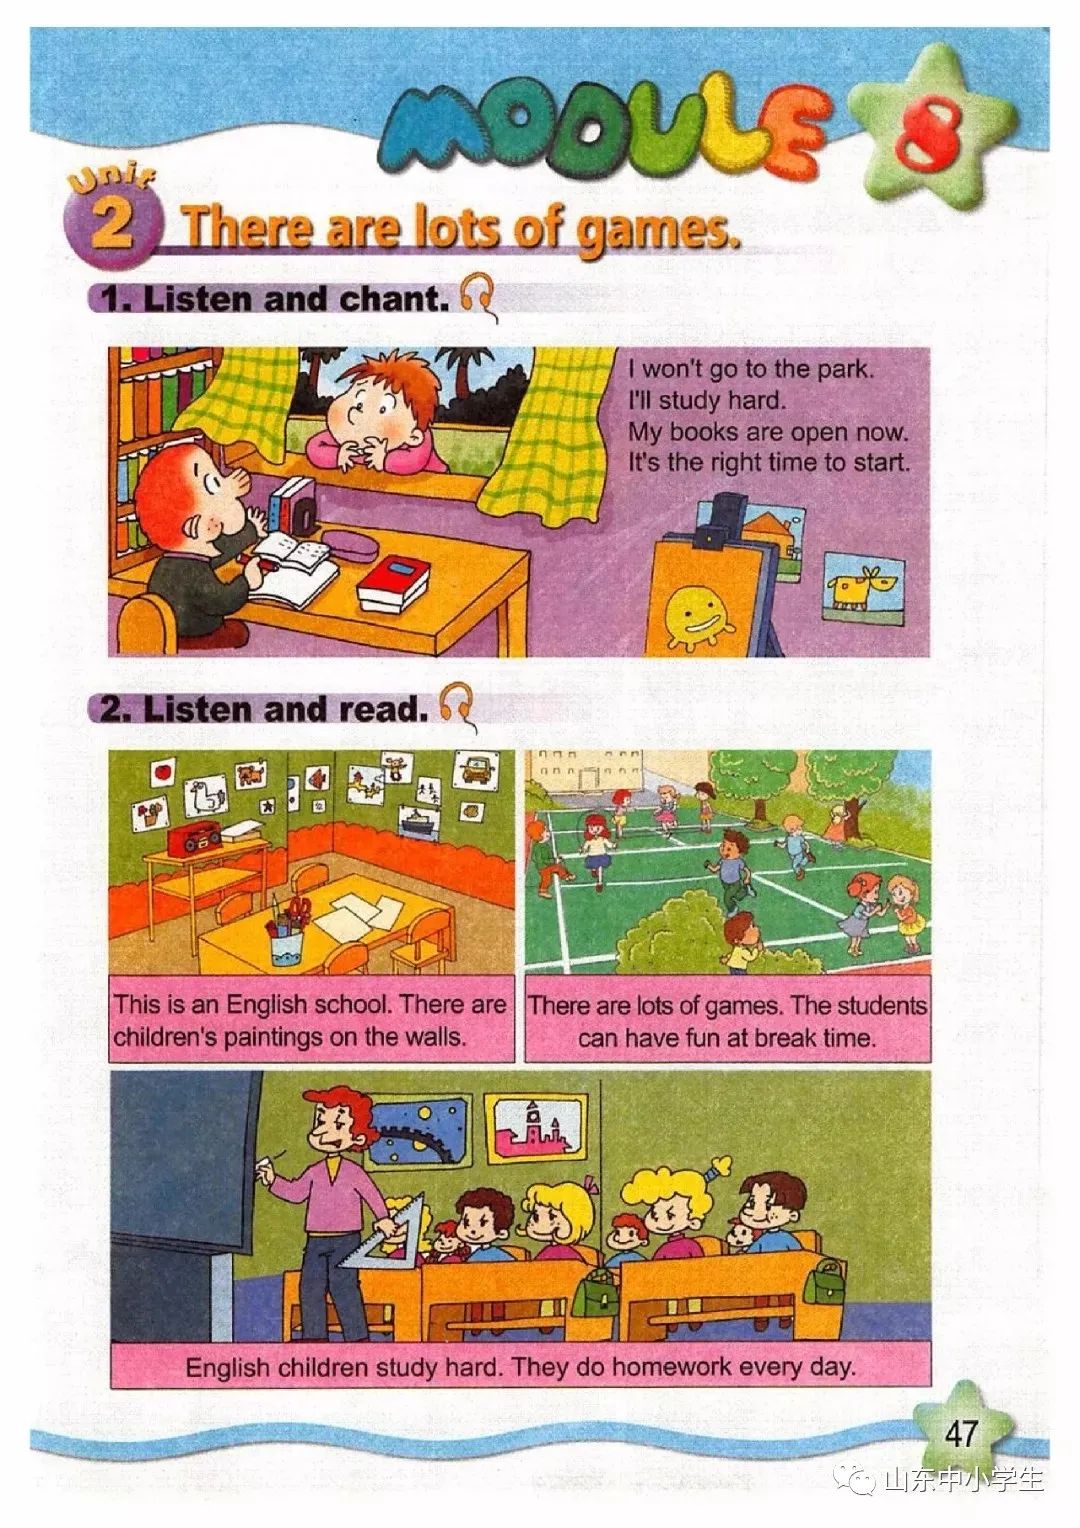 MODULE 8
Unit 2 There are lots of games.
1. Listen and chant.
I won't go to the park.
I'll study hard.
My books are open now.
It's the right time to start.
2. Listen and read.
This is an English school. There are
children's paintings on the walls.
There are lots of games. The students
can have fun at break time.
English children study hard. They do homework every day.
47
山东中小学生